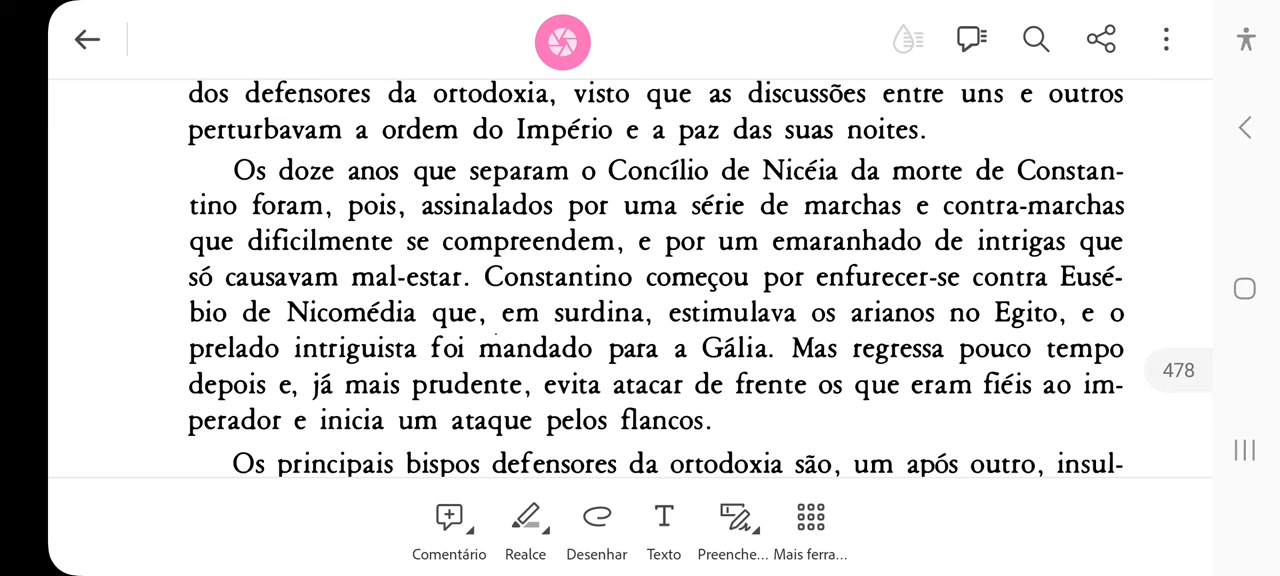 dos defensores da ortodoxia, visto que as discussões entre uns e outros
perturbavam a ordem do Império e a paz das suas noites.
Os doze anos que separam o Concílio de Nicéia da morte de Constan-
tino foram, pois, assinalados por uma série de marchas e contra-marchas
que dificilmente se compreendem, e por um emaranhado de intrigas que
só causavam mal-estar. Constantino começou por enfurecer-se contra Eusé-
bio de Nicomédia que, em surdina, estimulava os arianos no Egito, e o
prelado intriguista foi mandado para a Gália. Mas regressa pouco tempo
depois e, já mais prudente, evita atacar de frente os que eram fiéis ao im-
perador e inicia um ataque pelos flancos.
Os principais bispos defensores da ortodoxia são, um após outro, insul-
478
Comentário Realce Desenhar Texto Preenche... Mais ferra...